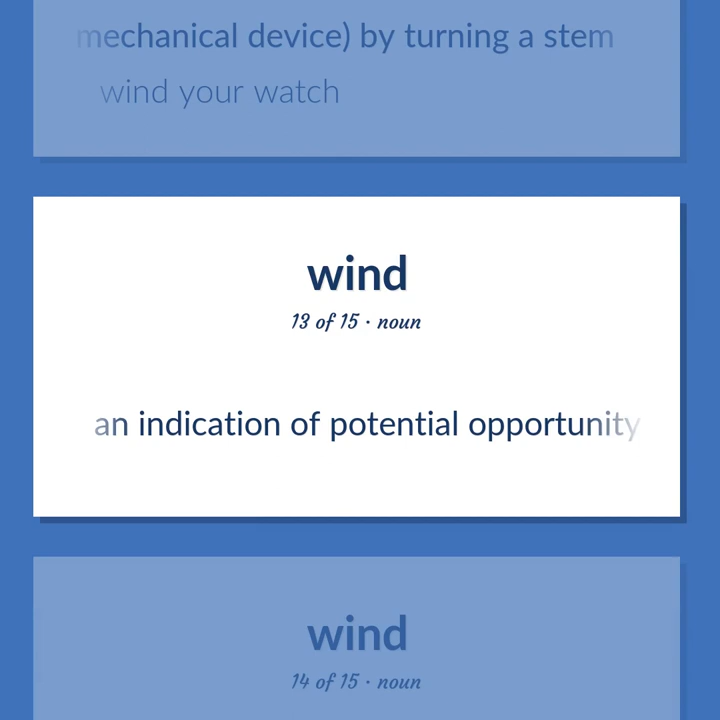 mechanical device) by turning a stem
wind your watch
wind
13 of 15 · noun
an indication of potential opportunity
wind
14 of 15 · noun